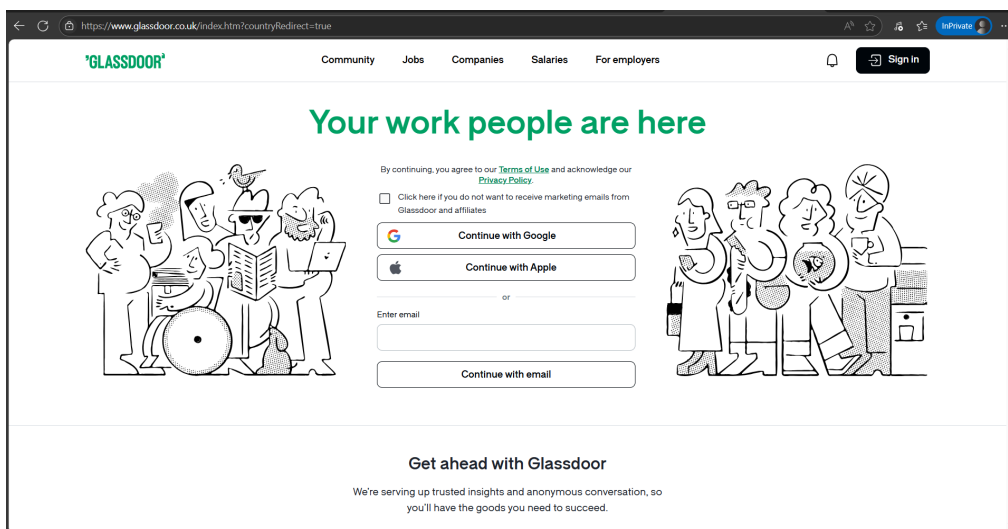 https://www.glassdoor.co.uk/index.htm?countryRedirect=true
InPrivate
GLASSDOOR
Community Jobs Companies Salaries For employers
Sign in
Your work people are here
By continuing, you agree to our Terms of Use and acknowledge our
Privacy Policy.
Click here if you do not want to receive marketing emails from
Glassdoor and affiliates
Continue with Google
Continue with Apple
or
Enter email
Continue with email
Get ahead with Glassdoor
We're serving up trusted insights and anonymous conversation, so
you'll have the goods you need to succeed.